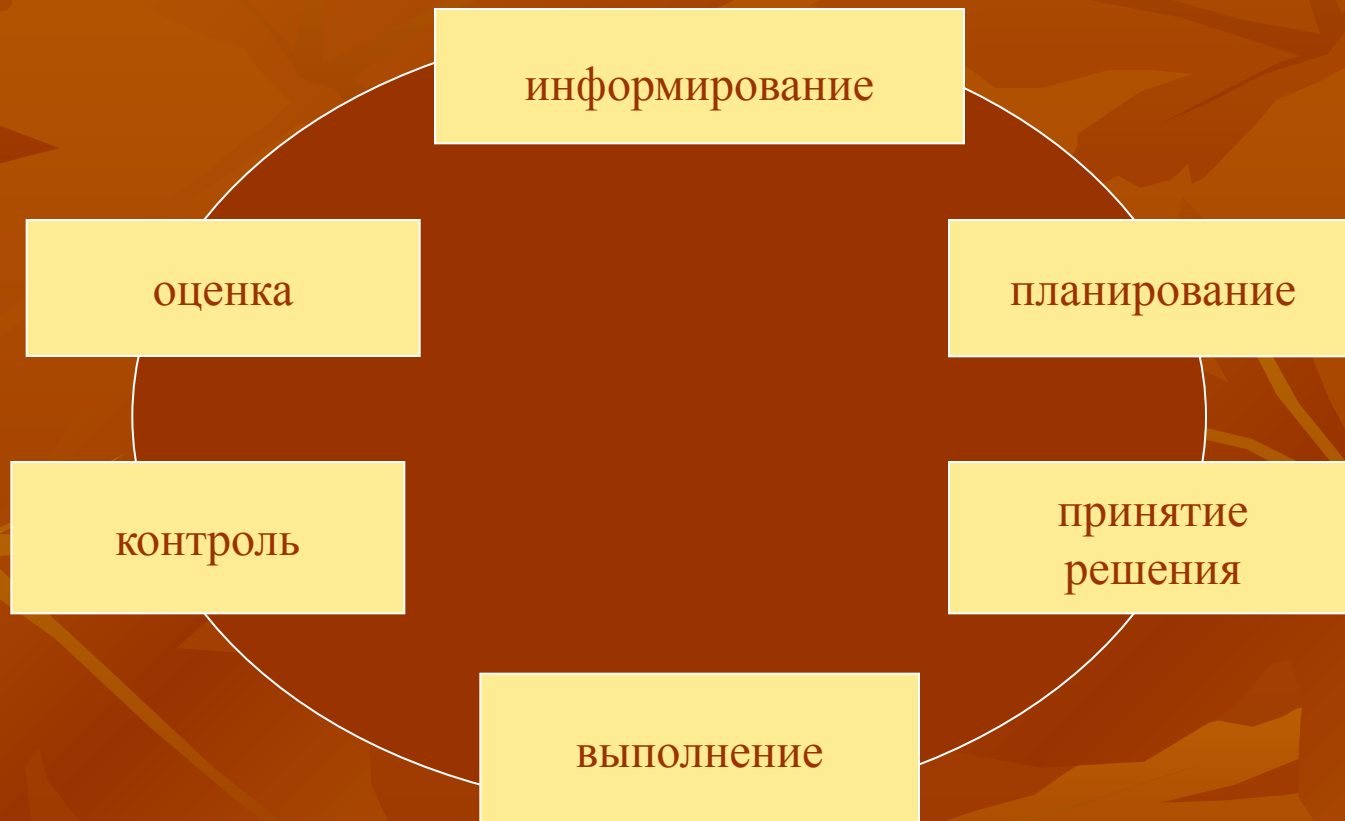 информирование
оценка
планирование
контроль
принятие
решения
выполнение